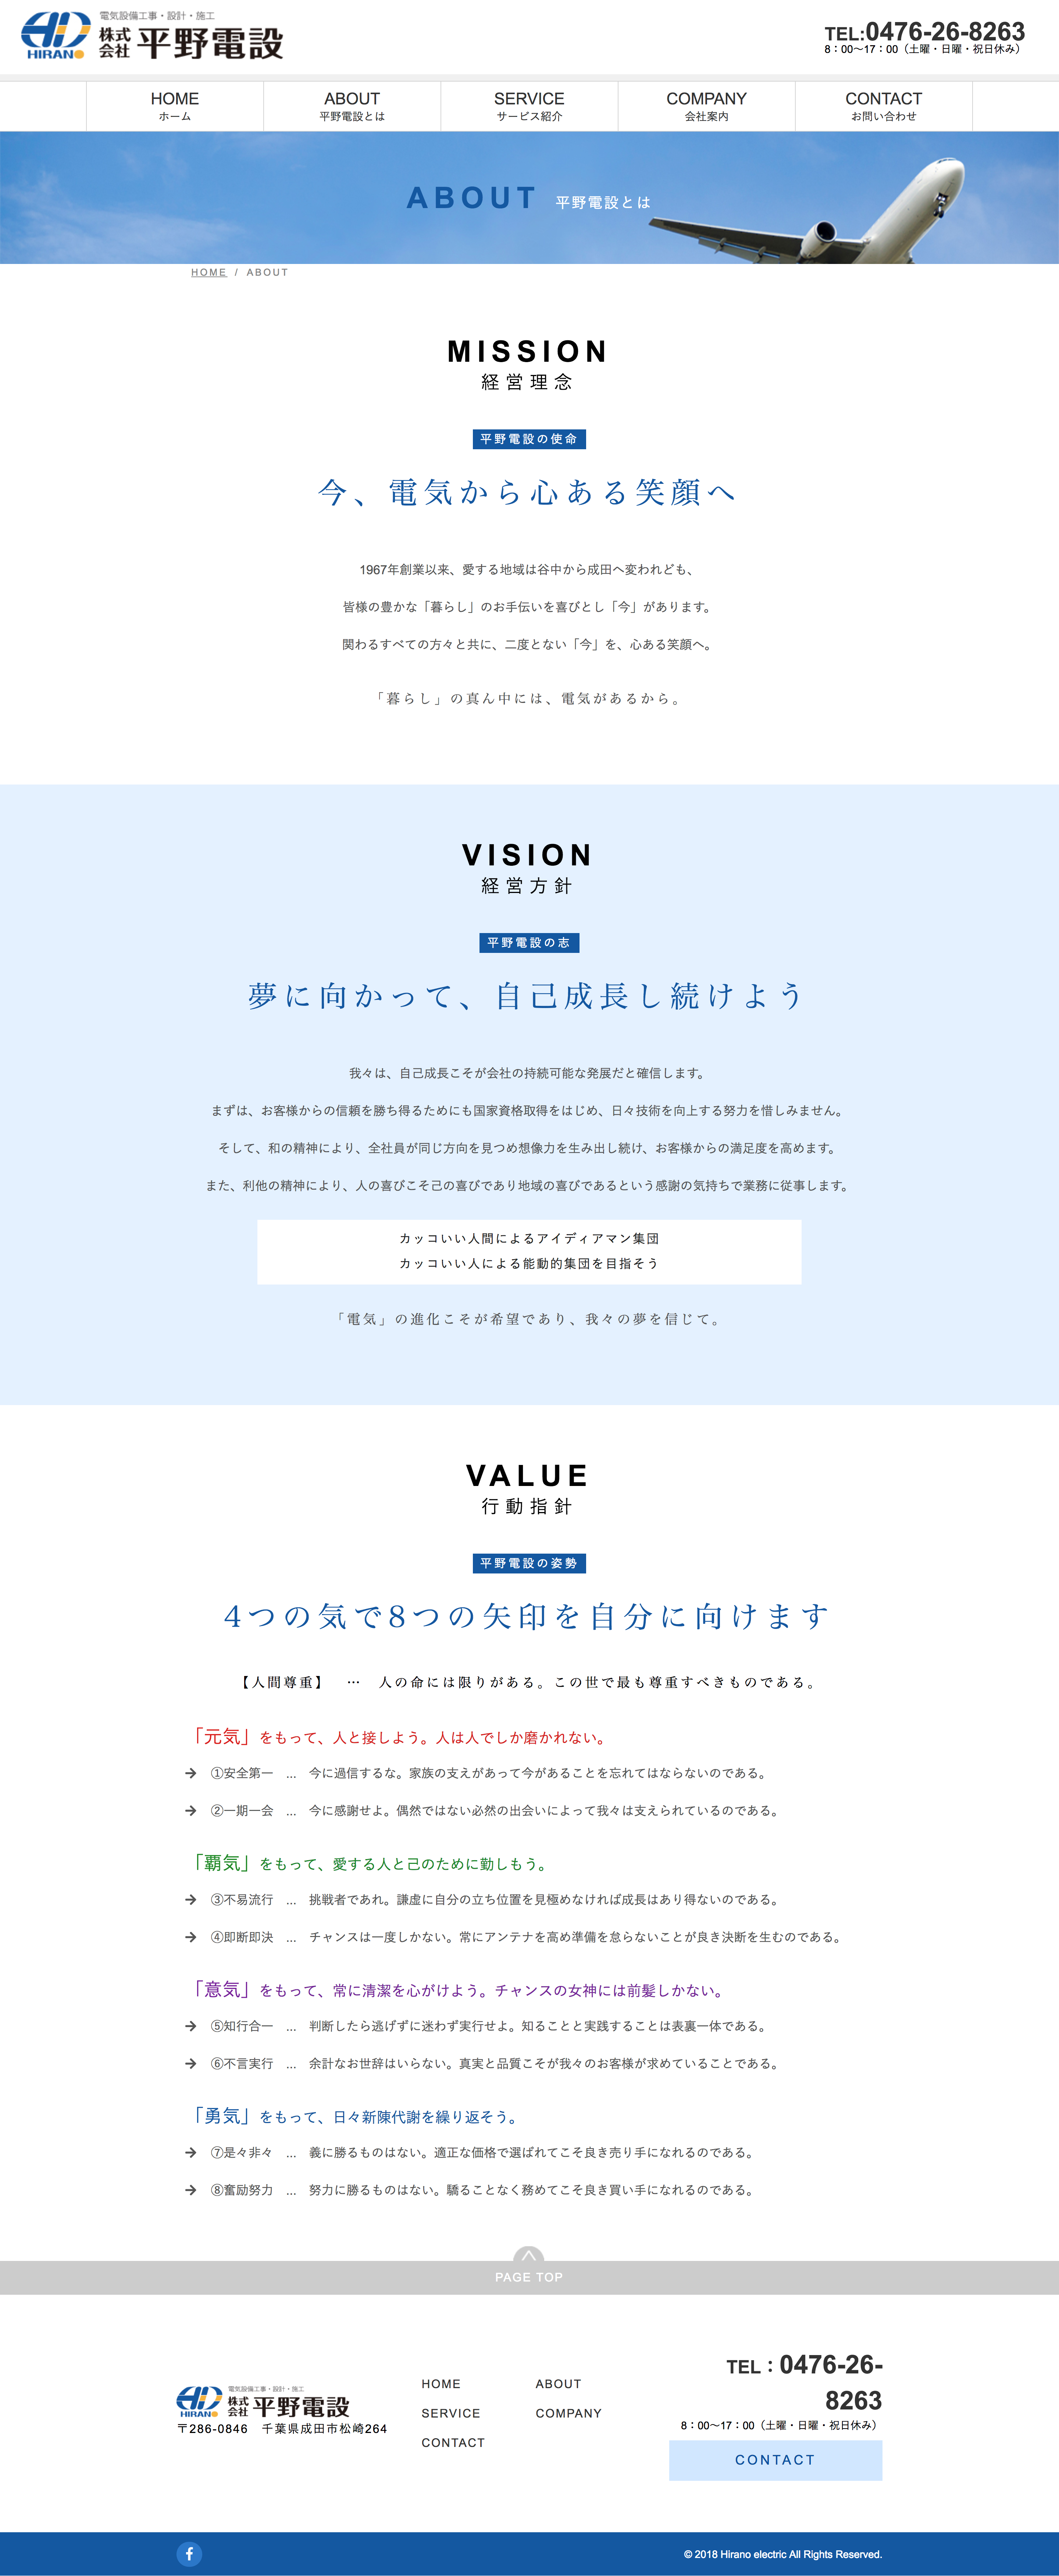 電気設備工事・設計・施工
HIRANO
株式会社 平野電設
TEL:0476-26-8263
8：00〜17：00（土曜・日曜・祝日休み）
HOME
ホーム
ABOUT
平野電設とは
SERVICE
サービス紹介
COMPANY
会社案内
CONTACT
お問い合わせ
ABOUT 平野電設とは
HOME / ABOUT
MISSION
経営理念
平野電設の使命
今、電気から心ある笑顔へ
1967年創業以来、愛する地域は谷中から成田へ変われども、
皆様の豊かな「暮らし」のお手伝いを喜びとし「今」があります。
関わるすべての方々と共に、二度とない「今」を、心ある笑顔へ。
「暮らし」の真ん中には、電気があるから。
VISION
経営方針
平野電設の志
夢に向かって、自己成長し続けよう
我々は、自己成長こそが会社の持続可能な発展だと確信します。
まずは、お客様からの信頼を勝ち得るためにも国家資格取得をはじめ、日々技術を向上する努力を惜しみません。
そして、和の精神により、全社員が同じ方向を見つめ想像力を生み出し続け、お客様からの満足度を高めます。
また、利他の精神により、人の喜びこそ己の喜びであり地域の喜びであるという感謝の気持ちで業務に従事します。
カッコいい人間によるアイディアマン集団
カッコいい人による能動的集団を目指そう
「電気」の進化こそが希望であり、我々の夢を信じて。
VALUE
行動指針
平野電設の姿勢
4つの気で8つの矢印を自分に向けます
【人間尊重】　…　人の命には限りがある。この世で最も尊重すべきものである。
「元気」をもって、人と接しよう。人は人でしか磨かれない。
①安全第一　…　今に過信するな。家族の支えがあって今があることを忘れてはならないのである。
②一期一会　…　今に感謝せよ。偶然ではない必然の出会いによって我々は支えられているのである。
「覇気」をもって、愛する人と己のために勤しもう。
③不易流行　…　挑戦者であれ。謙虚に自分の立ち位置を見極めなければ成長はあり得ないのである。
④即断即決　…　チャンスは一度しかない。常にアンテナを高め準備を怠らないことが良き決断を生むのである。
「意気」をもって、常に清潔を心がけよう。チャンスの女神には前髪しかない。
⑤知行合一　…　判断したら逃げずに迷わず実行せよ。知ることと実践することは表裏一体である。
⑥不言実行　…　余計なお世辞はいらない。真実と品質こそが我々のお客様が求めていることである。
「勇気」をもって、日々新陳代謝を繰り返そう。
⑦是々非々　…　義に勝るものはない。適正な価格で選ばれてこそ良き売り手になれるのである。
⑧奮励努力　…　努力に勝るものはない。驕ることなく務めてこそ良き買い手になれるのである。
PAGE TOP
電気設備工事・設計・施工
HIRANO
株式会社 平野電設
〒286-0846　千葉県成田市松崎264
HOME
ABOUT
SERVICE
COMPANY
CONTACT
TEL：0476-26-
8263
8：00〜17：00（土曜・日曜・祝日休み）
CONTACT
© 2018 Hirano electric All Rights Reserved.